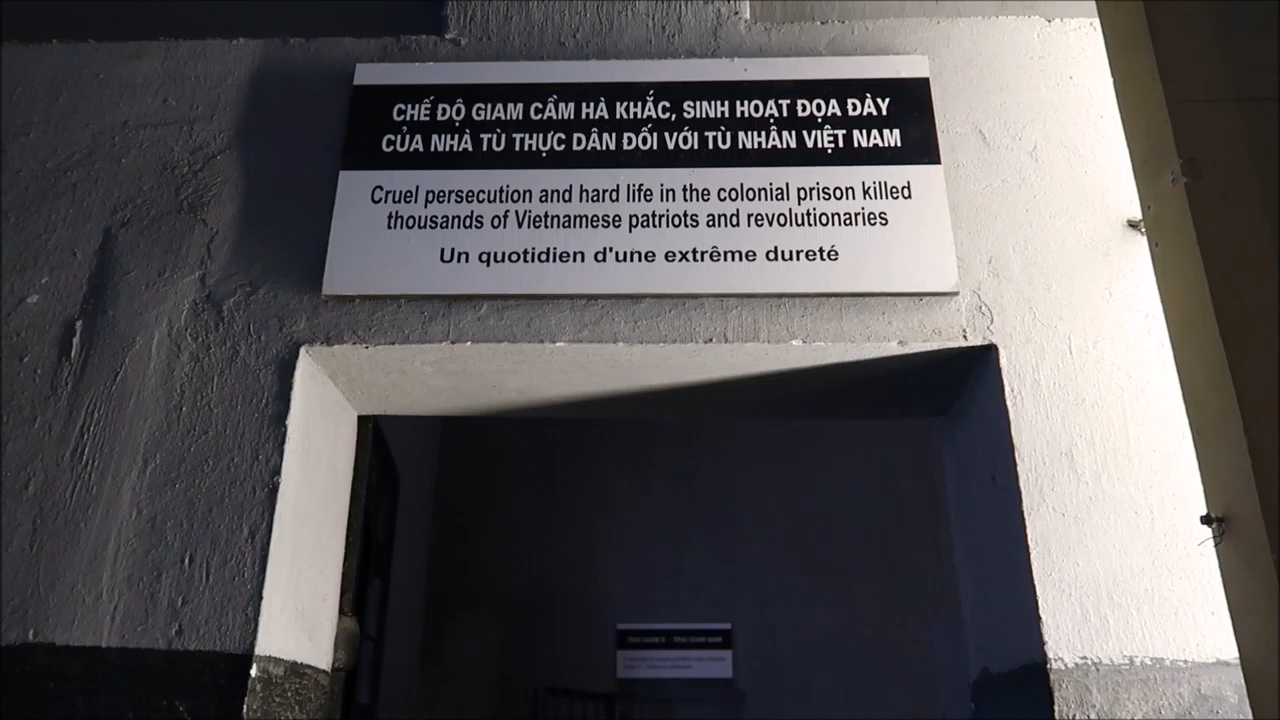 CHẾ ĐỘ GIAM CẦM HÀ KHẮC, SINH HOẠT ĐỌA ĐÀY
CỦA NHÀ TÙ THỰC DÂN ĐỐI VỚI TÙ NHÂN VIỆT NAM
Cruel persecution and hard life in the colonial prison killed
thousands of Vietnamese patriots and revolutionaries
Un quotidien d'une extrême dureté